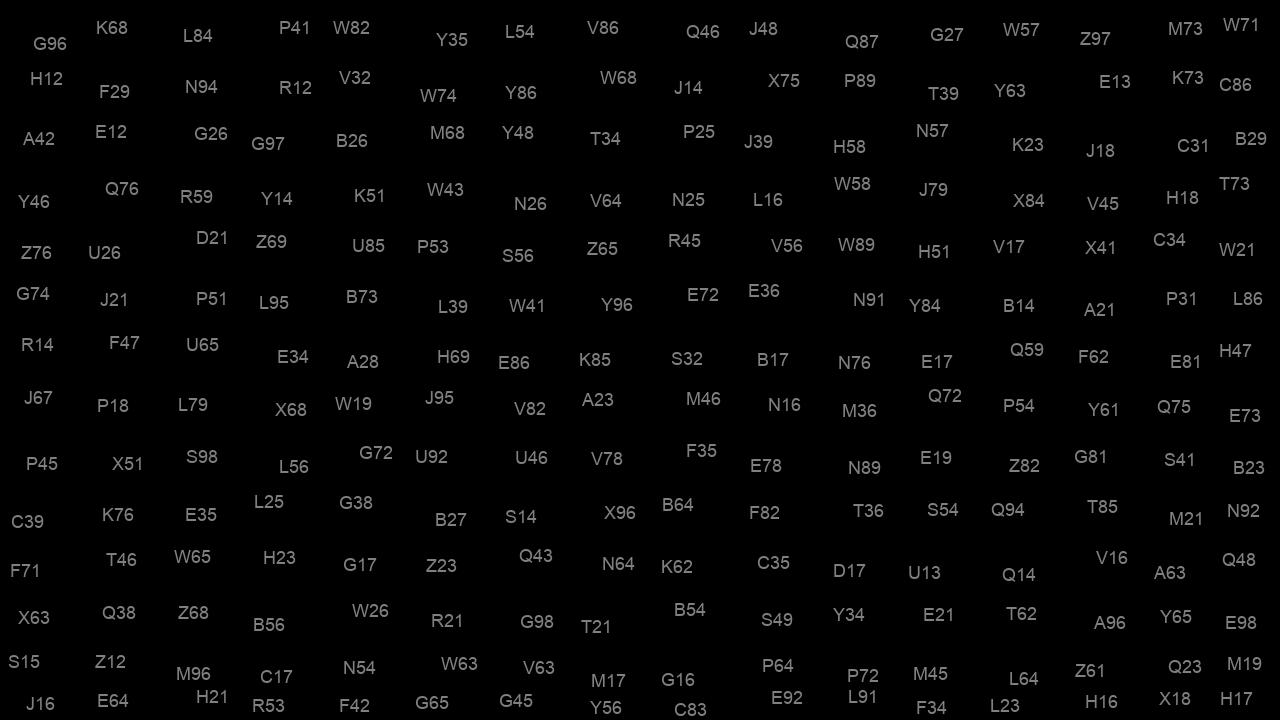 G96 K68 L84 P41 W82 Y35 L54 V86 Q46 J48 Q87 G27 W57 Z97 M73 W71
H12 F29 N94 R12 V32 W74 Y86 W68 J14 X75 P89 T39 Y63 E13 K73 C86
A42 E12 G26 G97 B26 M68 Y48 T34 P25 J39 H58 N57 K23 J18 C31 B29
Y46 Q76 R59 Y14 K51 W43 N26 V64 N25 L16 W58 J79 X84 V45 H18 T73
Z76 U26 D21 Z69 U85 P53 S56 Z65 R45 V56 W89 H51 V17 X41 C34 W21
G74 J21 P51 L95 B73 L39 W41 Y96 E72 E36 N91 Y84 B14 A21 P31 L86
R14 F47 U65 E34 A28 H69 E86 K85 S32 B17 N76 E17 Q59 F62 E81 H47
J67 P18 L79 X68 W19 J95 V82 A23 M46 N16 M36 Q72 P54 Y61 Q75 E73
P45 X51 S98 L56 G72 U92 U46 V78 F35 E78 N89 E19 Z82 G81 S41 B23
C39 K76 E35 L25 G38 B27 S14 X96 B64 F82 T36 S54 Q94 T85 M21 N92
F71 T46 W65 H23 G17 Z23 Q43 N64 K62 C35 D17 U13 Q14 V16 A63 Q48
X63 Q38 Z68 B56 W26 R21 G98 T21 B54 S49 Y34 E21 T62 A96 Y65 E98
S15 Z12 M96 C17 N54 W63 V63 M17 G16 P64 P72 M45 L64 Z61 Q23 M19
J16 E64 H21 R53 F42 G65 G45 Y56 C83 E92 L91 F34 L23 H16 X18 H17